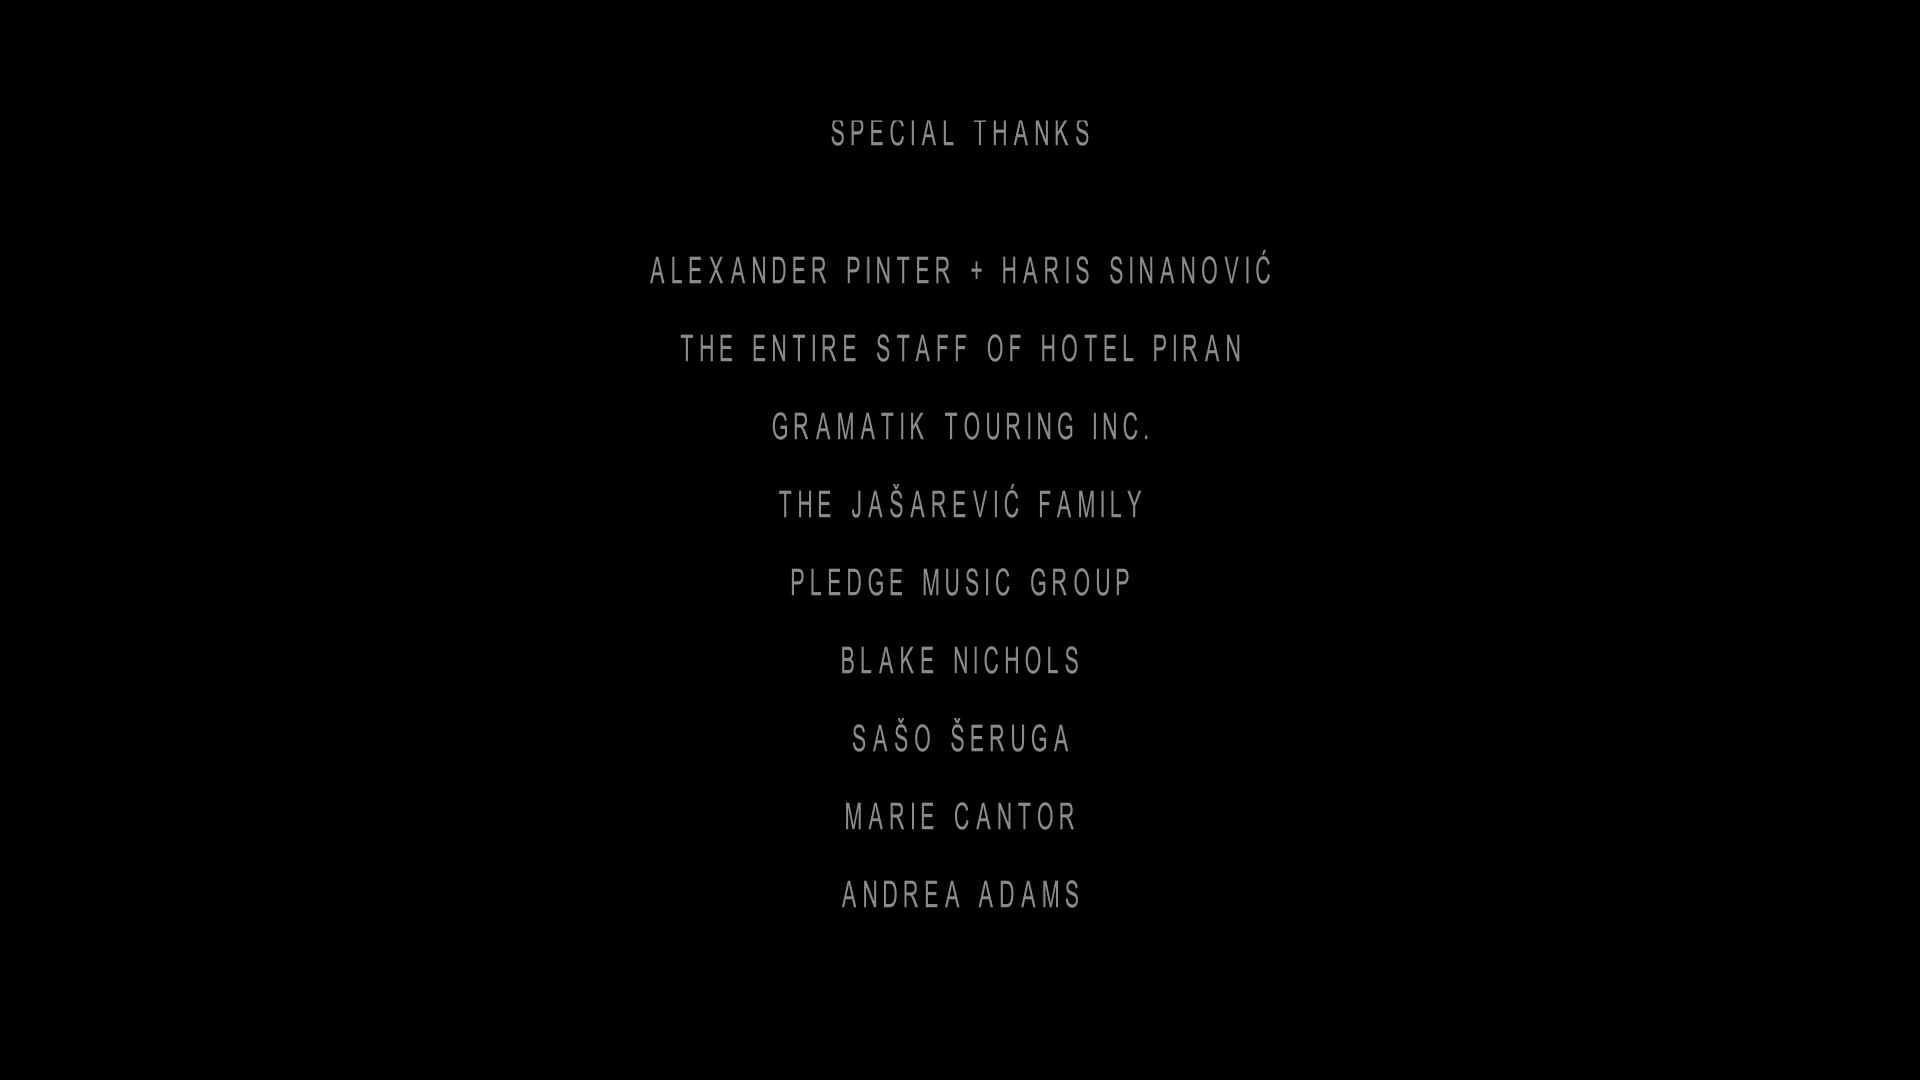 SPECIAL THANKS
ALEXANDER PINTER + HARIS SINANOVIĆ
THE ENTIRE STAFF OF HOTEL PIRAN
GRAMATIK TOURING INC.
THE JAŠAREVIĆ FAMILY
PLEDGE MUSIC GROUP
BLAKE NICHOLS
SAŠO ŠERUGA
MARIE CANTOR
ANDREA ADAMS